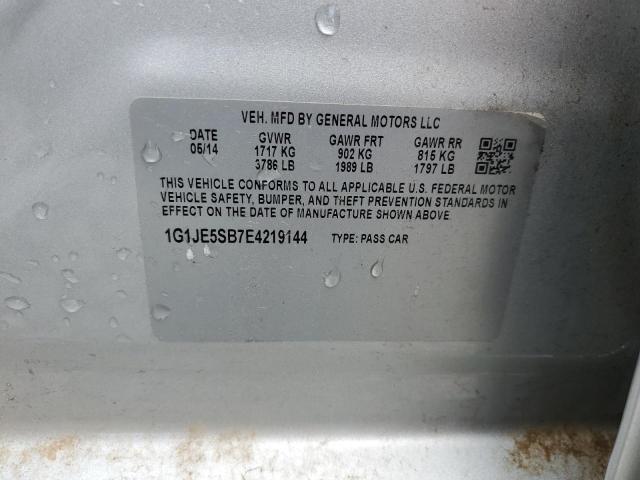 VEH. MFD BY GENERAL MOTORS LLC
DATE GVWR GAWR FRT GAWR RR
05/14 1717 KG 902 KG 815 KG
3786 LB 1989 LB 1797 LB
THIS VEHICLE CONFORMS TO ALL APPLICABLE U.S. FEDERAL MOTOR
VEHICLE SAFETY, BUMPER, AND THEFT PREVENTION STANDARDS IN
EFFECT ON THE DATE OF MANUFACTURE SHOWN ABOVE.
1G1JE5SB7E4219144 TYPE: PASS CAR